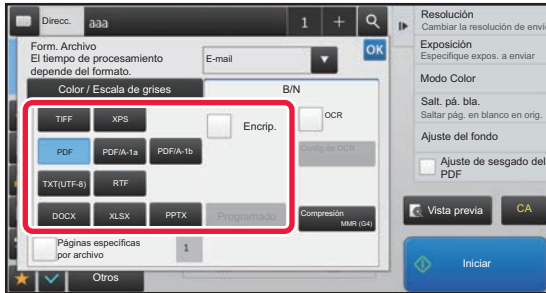 Direcc.
aaa
1
+
Form. Archivo
El tiempo de procesamiento
depende del formato.
E-mail
OK
Color / Escala de grises
B/N
TIFF
XPS
Encrip.
OCR
PDF
PDF/A-1a
PDF/A-1b
Config de OCR
TXT(UTF-8)
RTF
DOCX
XLSX
PPTX
Programado
Compresión
MMR (G4)
Páginas específicas
por archivo
1
Otros
Resolución
Cambiar la resolución de enví
Exposición
Especifique expos. a enviar
Modo Color
Salt. pá. bla.
Saltar pág. en blanco en orig.
Ajuste del fondo
Ajuste de sesgado del
PDF
Vista previa
CA
Iniciar